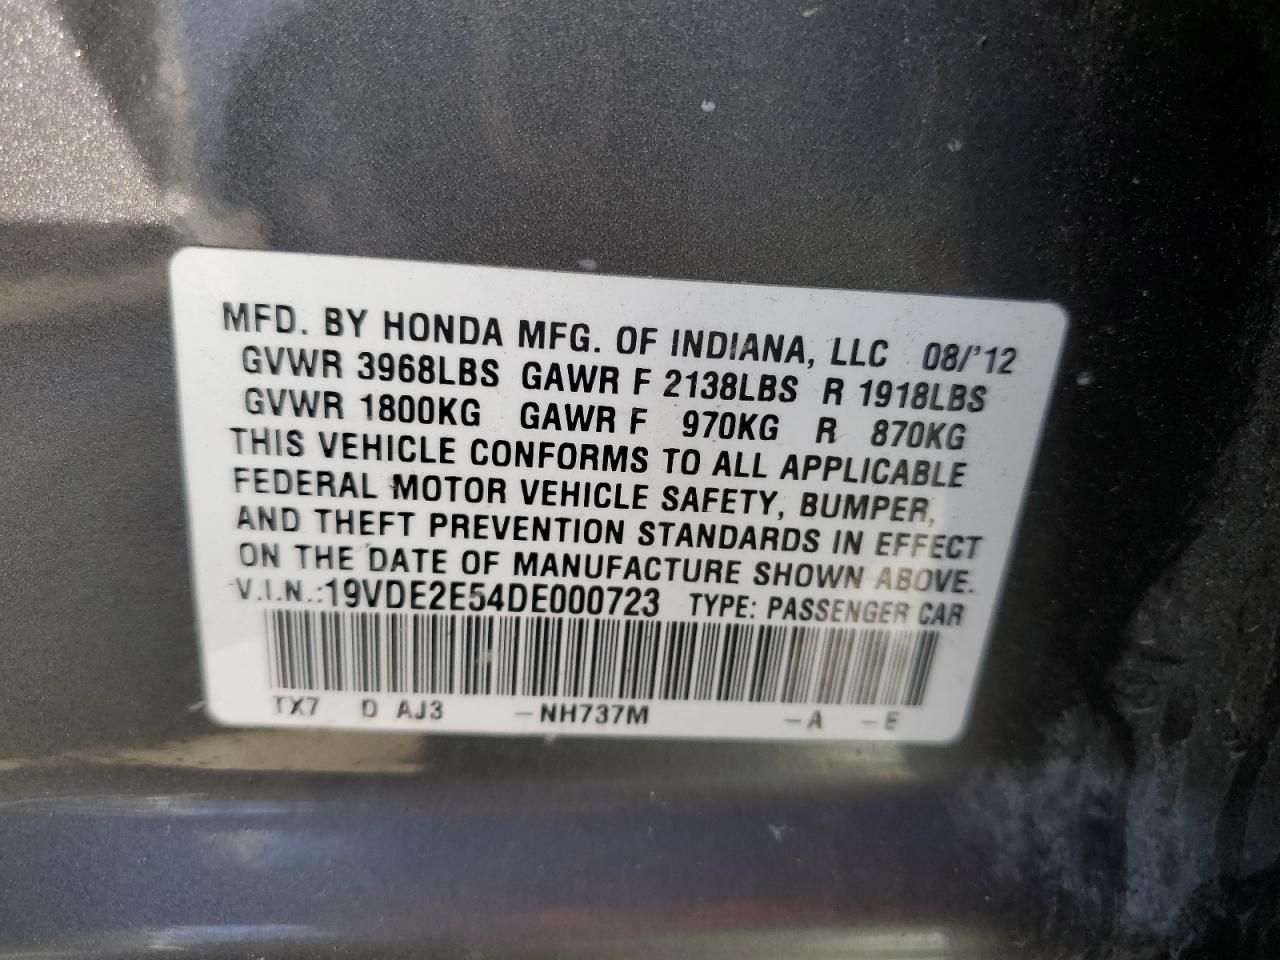 MFD. BY HONDA MFG. OF INDIANA, LLC 08/'12
GVWR 3968LBS GAWR F 2138LBS R 1918LBS
GVWR 1800KG GAWR F 970KG R 870KG
THIS VEHICLE CONFORMS TO ALL APPLICABLE
FEDERAL MOTOR VEHICLE SAFETY, BUMPER,
AND THEFT PREVENTION STANDARDS IN EFFECT
ON THE DATE OF MANUFACTURE SHOWN ABOVE.
V.I.N.:19VDE2E54DE000723 TYPE: PASSENGER CAR
TX7 D AJ3 -NH737M -A -E